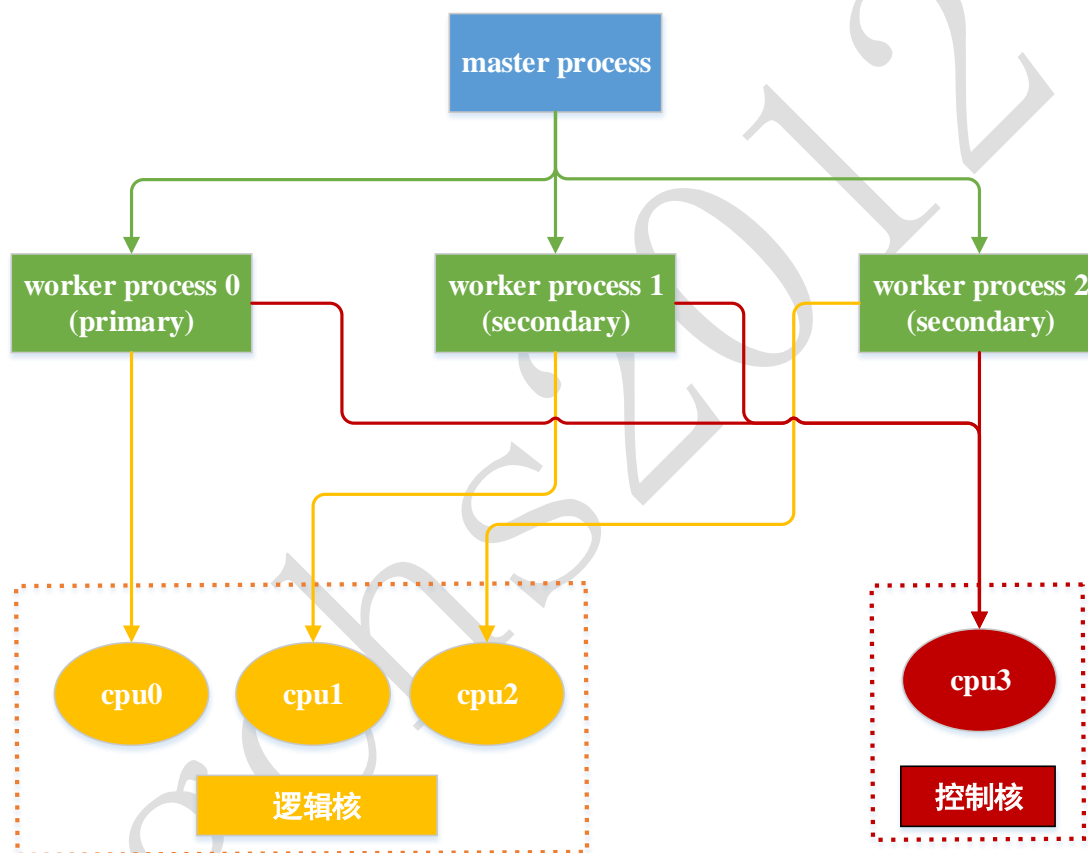 master process
worker process 0
(primary)
worker process 1
(secondary)
worker process 2
(secondary)
cpu0
cpu1
cpu2
cpu3
逻辑核
控制核